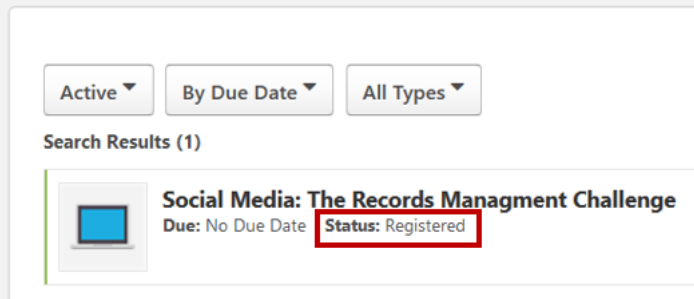 Active By Due Date All Types
Search Results (1)
Social Media: The Records Managment Challenge
Due: No Due Date Status: Registered